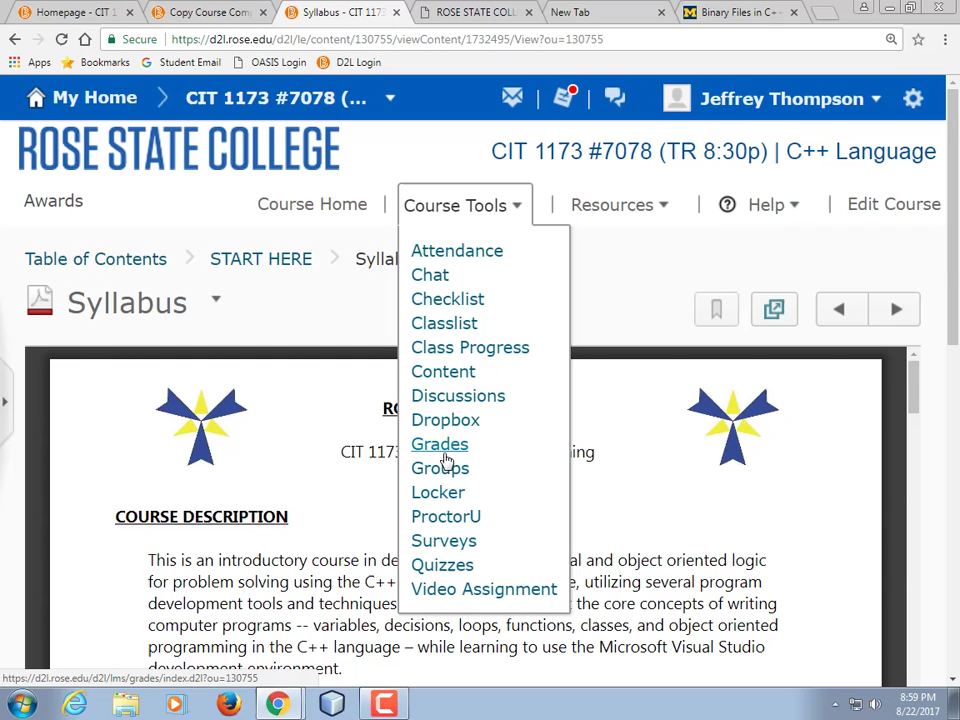 Homepage - CIT 1
Copy Course Com
Syllabus - CIT 117
ROSE STATE COLL
New Tab
Binary Files in C+
Secure
https://d2l.rose.edu/d2l/le/content/130755/viewContent/1732495/View?ou=130755
Apps
Bookmarks
Student Email
OASIS Login
D2L Login
My Home
CIT 1173 #7078 (...
Jeffrey Thompson
ROSE STATE COLLEGE
CIT 1173 #7078 (TR 8:30p) | C++ Language
Awards
Course Home
Course Tools
Resources
Help
Edit Course
Attendance
Chat
Checklist
Classlist
Class Progress
Content
Discussions
Dropbox
Grades
Groups
Locker
ProctorU
Surveys
Quizzes
Video Assignment
Table of Contents
START HERE
Sylla
Syllabus
RO
CIT 117
ing
COURSE DESCRIPTION
This is an introductory course in de
al and object oriented logic
for problem solving using the C+
e, utilizing several program
development tools and techniques
t the core concepts of writing
computer programs -- variables, decisions, loops, functions, classes, and object oriented
programming in the C++ language – while learning to use the Microsoft Visual Studio
development environment.
https://d2l.rose.edu/d2l/lms/grades/index.d2l?ou=130755
8:59 PM
8/22/2017